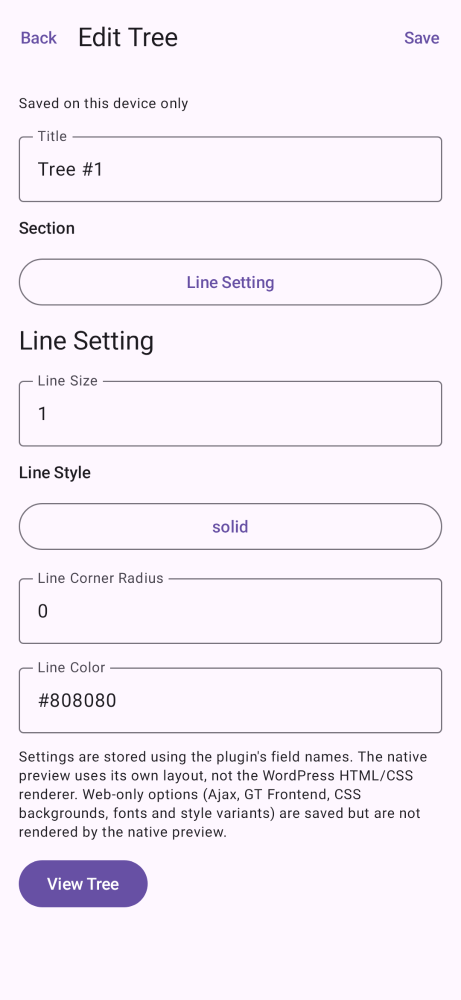 Back
Edit Tree
Save
Saved on this device only
Title
Tree #1
Section
Line Setting
Line Setting
Line Size
1
Line Style
solid
Line Corner Radius
0
Line Color
#808080
Settings are stored using the plugin's field names. The native
preview uses its own layout, not the WordPress HTML/CSS
renderer. Web-only options (Ajax, GT Frontend, CSS
backgrounds, fonts and style variants) are saved but are not
rendered by the native preview.
View Tree